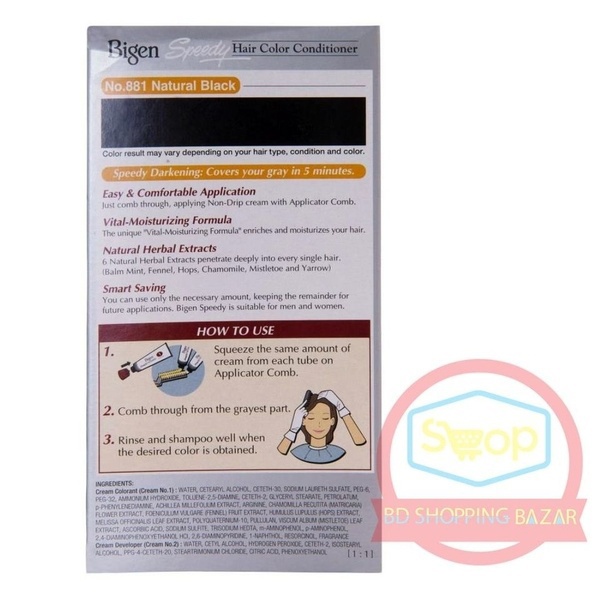 Bigen Speedy Hair Color Conditioner
No.881 Natural Black
Color result may vary depending on your hair type, condition and color.
Speedy Darkening: Covers your gray in 5 minutes.
Easy & Comfortable Application
Just comb through, applying Non-Drip cream with Applicator Comb.
Vital-Moisturizing Formula
The unique "Vital-Moisturizing Formula" enriches and moisturizes your hair.
Natural Herbal Extracts
6 Natural Herbal Extracts penetrate deeply into every single hair.
(Balm Mint, Fennel, Hops, Chamomile, Mistletoe and Yarrow)
Smart Saving
You can use only the necessary amount, keeping the remainder for
future applications. Bigen Speedy is suitable for men and women.
HOW TO USE
1. Squeeze the same amount of
cream from each tube on
Applicator Comb.
Bigen
2. Comb through from the grayest part.
3. Rinse and shampoo well when
the desired color is obtained.
INGREDIENTS:
Cream Colorant (Cream No.1) : WATER, CETEARYL ALCOHOL, CETETH-30, SODIUM LAURETH SULFATE, PEG-6,
PEG-32, AMMONIUM HYDROXIDE, TOLUENE-2,5-DIAMINE, CETETH-2, GLYCERYL STEARATE, PETROLATUM,
p-PHENYLENEDIAMINE, ACHILLEA MILLEFOLIUM EXTRACT, ARGININE, CHAMOMILLA RECUTITA (MATRICARIA)
FLOWER EXTRACT, FOENICULUM VULGARE (FENNEL) FRUIT EXTRACT, HUMULUS LUPULUS (HOPS) EXTRACT,
MELISSA OFFICINALIS LEAF EXTRACT, POLYQUATERNIUM-10, PULLULAN, VISCUM ALBUM (MISTLETOE) LEAF
EXTRACT, ASCORBIC ACID, SODIUM SULFITE, TRISODIUM HEDTA, m-AMINOPHENOL, p-AMINOPHENOL,
2,4-DIAMINOPHENOXYETHANOL HCl, 2,6-DIAMINOPYRIDINE, 1-NAPHTHOL, RESORCINOL, FRAGRANCE
Cream Developer (Cream No.2) : WATER, CETYL ALCOHOL, HYDROGEN PEROXIDE, CETETH-2, ISOSTEARYL
ALCOHOL, PPG-4-CETETH-20, STEARTRIMONIUM CHLORIDE, CITRIC ACID, PHENOXYETHANOL
[1:1]
Shop
BD SHOPPING BAZAR